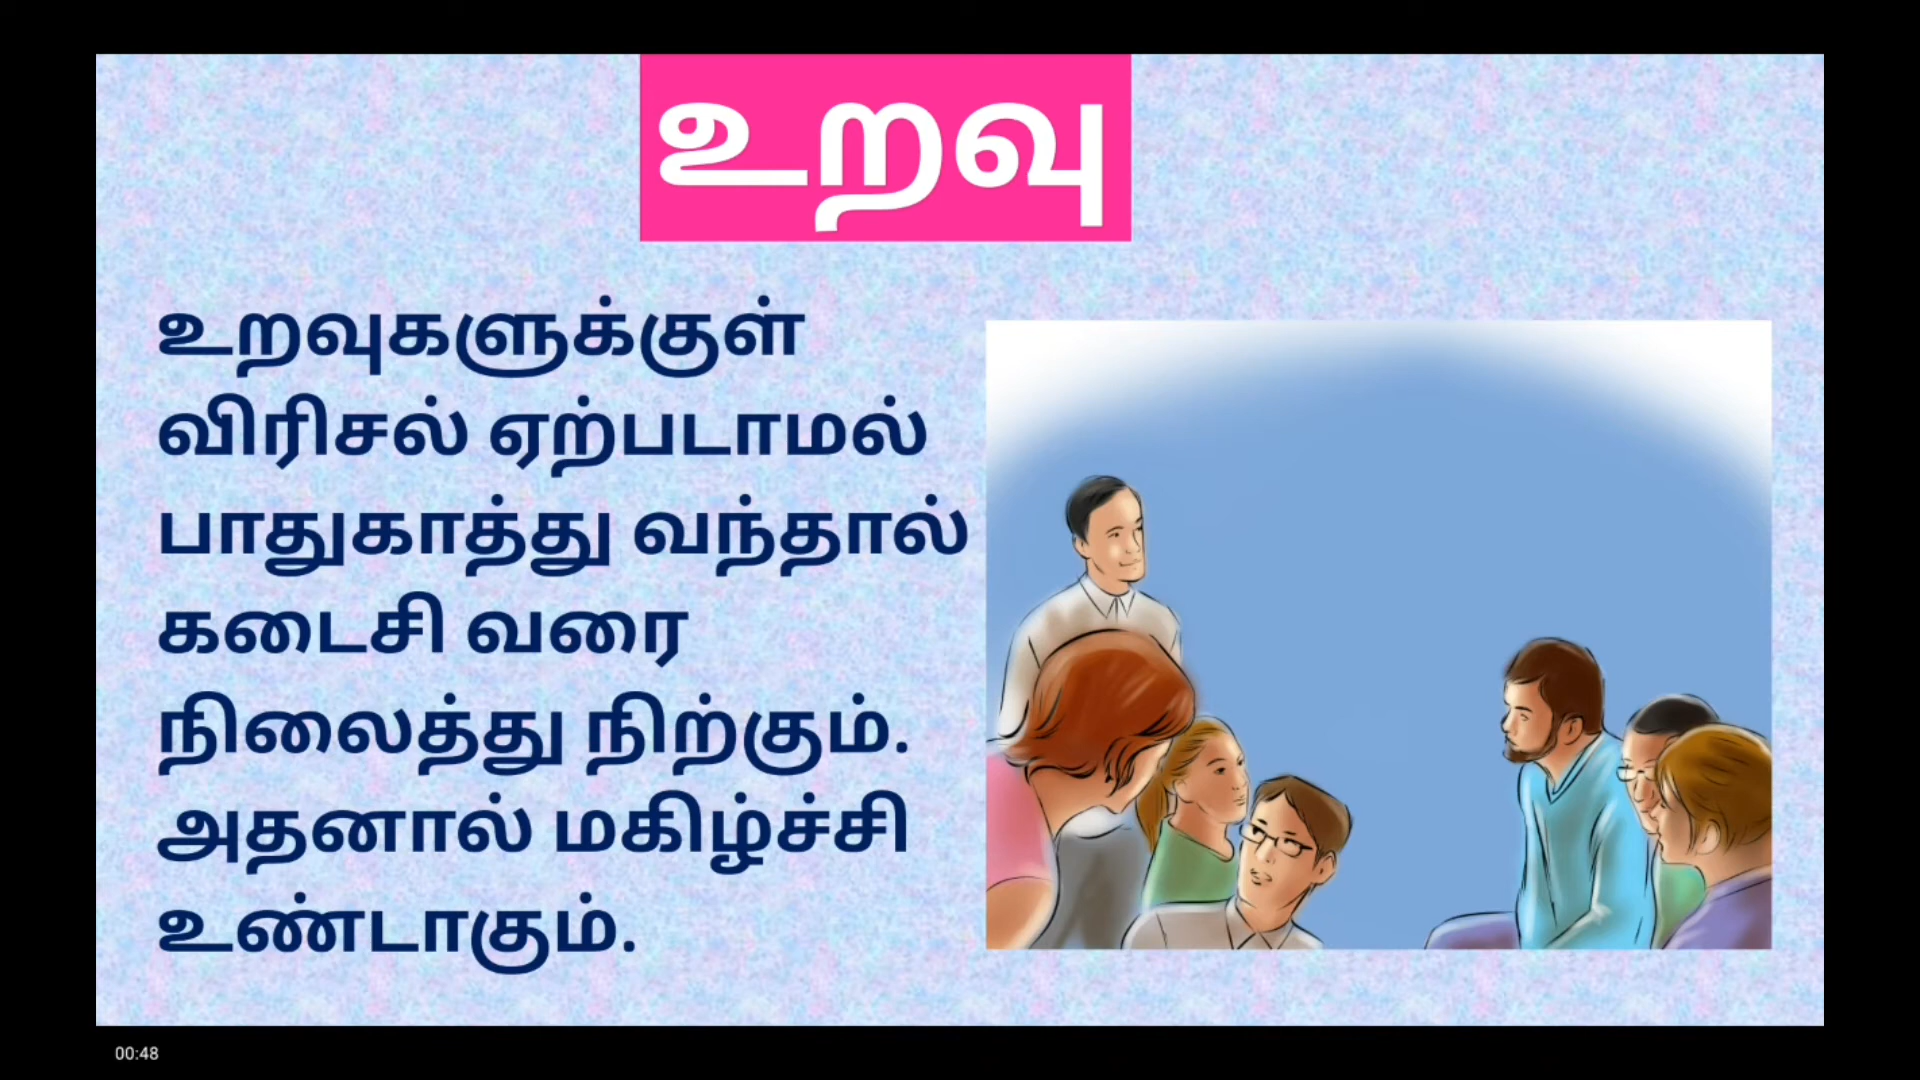 உறவு
உறவுகளுக்குள்
விரிசல் ஏற்படாமல்
பாதுகாத்து வந்தால்
கடைசி வரை
நிலைத்து நிற்கும்.
அதனால் மகிழ்ச்சி
உண்டாகும்.
00:48